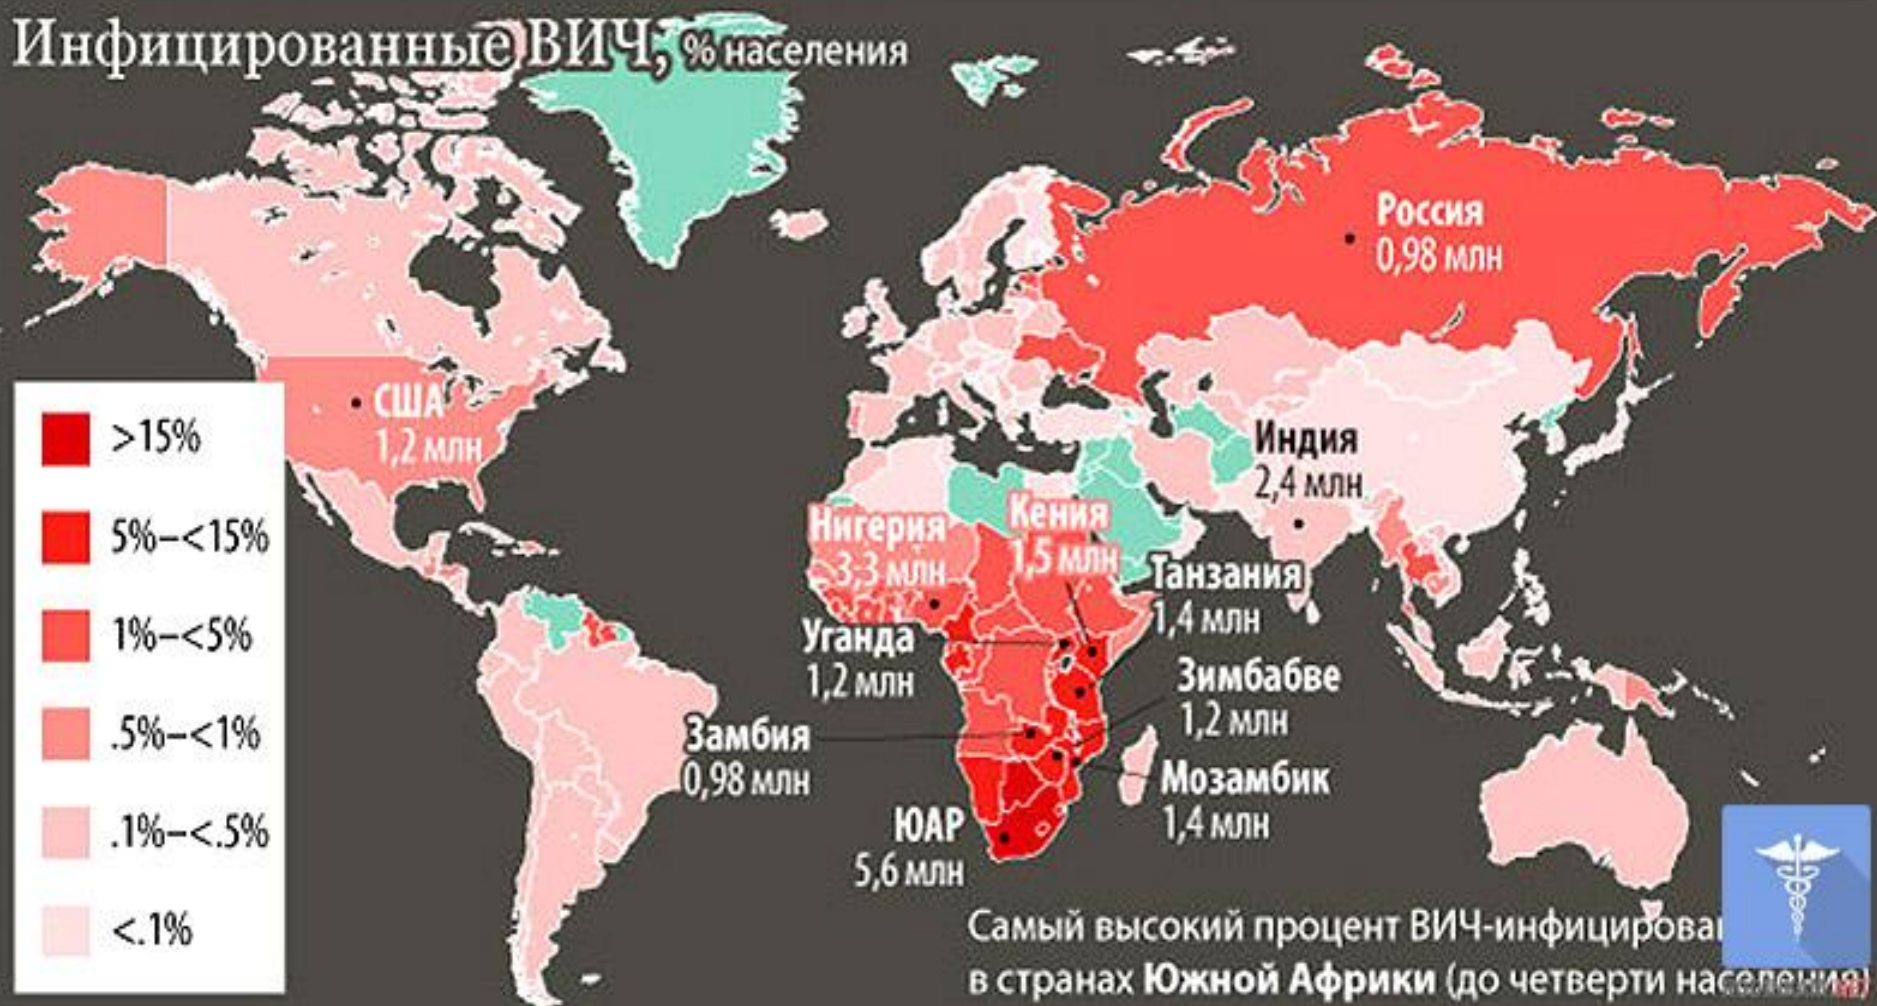 Инфицированные ВИЧ, % населения
Россия
0,98 млн
США
1,2 млн
>15%
5%–<15%
1%–<5%
.5%–<1%
.1%–<.5%
<.1%
Индия
2,4 млн
Нигерия
3,3 млн
Кения
1,5 млн
Танзания
1,4 млн
Уганда
1,2 млн
Зимбабве
1,2 млн
Замбия
0,98 млн
Мозамбик
1,4 млн
ЮАР
5,6 млн
Самый высокий процент
в странах Южной Африки (до четверти населения)